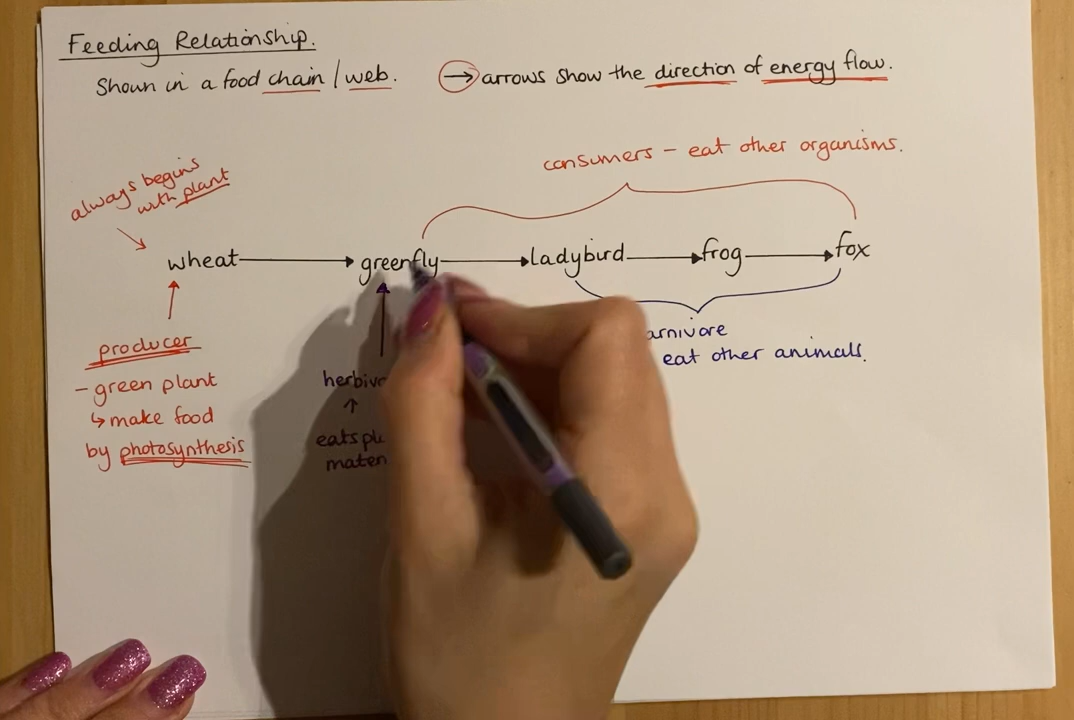 Feeding Relationship.
Shown in a food chain / web.
→ arrows show the direction of energy flow.
consumers - eat other organisms.
always begins
with plant
wheat → greenfly → ladybird → frog → fox
producer
- green plant
↳ make food
by photosynthesis
↑
eat other animals.